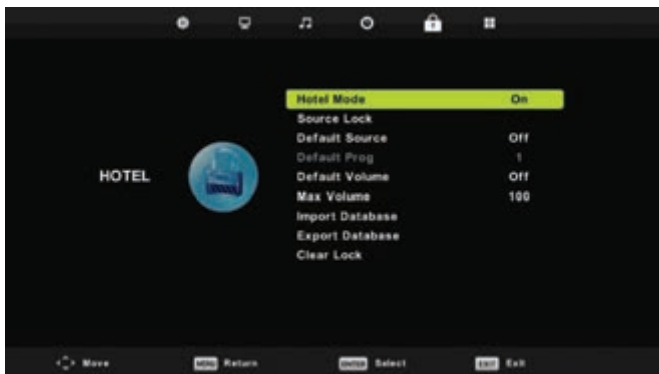 HOTEL
Hotel Mode On
Source Lock
Default Source Off
Default Prog 1
Default Volume Off
Max Volume 100
Import Database
Export Database
Clear Lock
Move MENU Return ENTER Select EXIT Exit